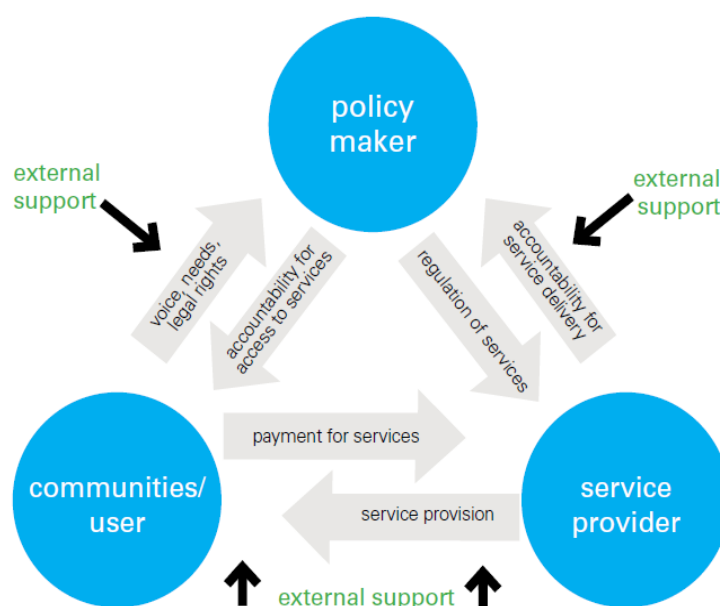 policy
maker
external
support
external
support
voice, needs,
legal rights
accountability for
access to services
regulation of services
accountability for
service delivery
payment for services
communities/
user
service provision
service
provider
external support